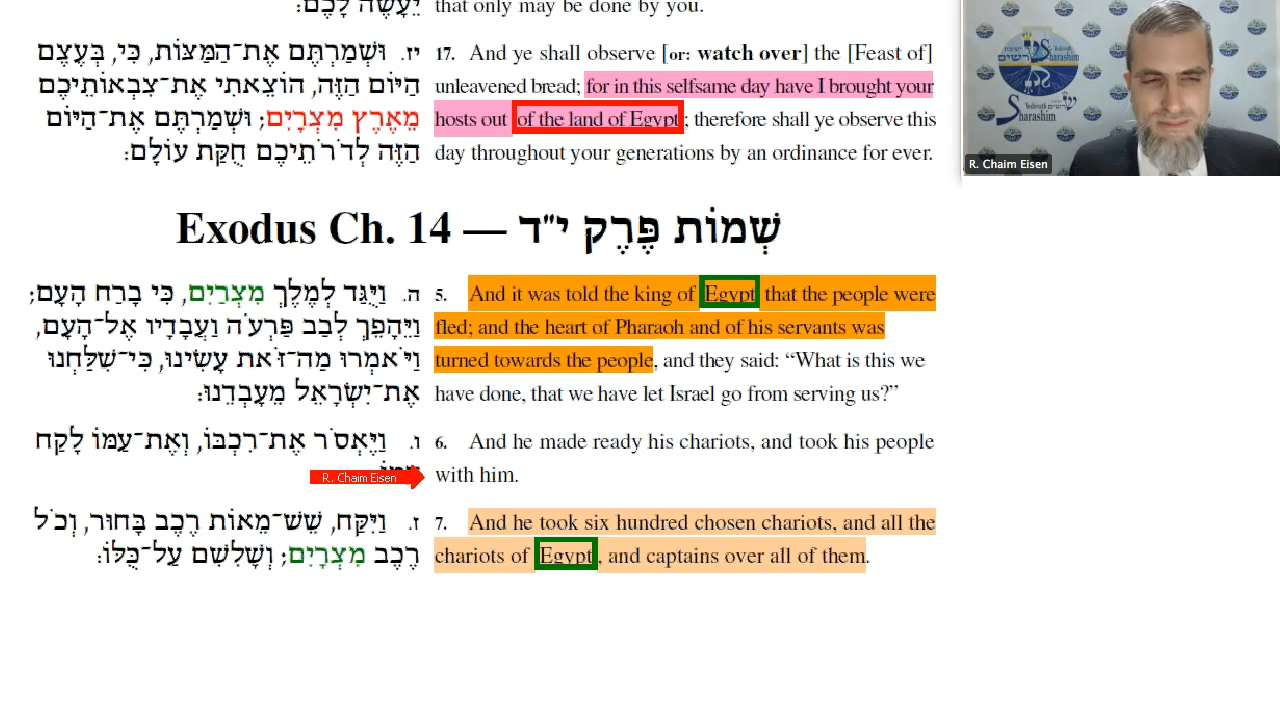 יֵעָשֶׂה לָכֶם׃
that only may be done by you.
יז. וּשְׁמַרְתֶּם אֶת־הַמַּצּוֹת, כִּי, בְּעֶצֶם
הַיּוֹם הַזֶּה, הוֹצֵאתִי אֶת־צִבְאוֹתֵיכֶם
מֵאֶרֶץ מִצְרָיִם; וּשְׁמַרְתֶּם אֶת־הַיּוֹם
הַזֶּה לְדֹרֹתֵיכֶם חֻקַּת עוֹלָם׃
17. And ye shall observe [or: watch over] the [Feast of]
unleavened bread; for in this selfsame day have I brought your
hosts out of the land of Egypt; therefore shall ye observe this
day throughout your generations by an ordinance for ever.
Exodus Ch. 14 — שְׁמוֹת פֶּרֶק י"ד
ה. וַיֻּגַּד לְמֶלֶךְ מִצְרַיִם, כִּי בָרַח הָעָם;
וַיֵּהָפֵךְ לְבַב פַּרְעֹה וַעֲבָדָיו אֶל־הָעָם,
וַיֹּאמְרוּ מַה־זֹּאת עָשִׂינוּ, כִּי־שִׁלַּחְנוּ
אֶת־יִשְׂרָאֵל מֵעָבְדֵנוּ׃
5. And it was told the king of Egypt that the people were
fled; and the heart of Pharaoh and of his servants was
turned towards the people, and they said: “What is this we
have done, that we have let Israel go from serving us?”
ו. וַיֶּאְסֹר אֶת־רִכְבּוֹ, וְאֶת־עַמּוֹ לָקַח
6. And he made ready his chariots, and took his people
with him.
R. Chaim Eisen
ז. וַיִּקַּח, שֵׁשׁ־מֵאוֹת רֶכֶב בָּחוּר, וְכֹל
רֶכֶב מִצְרָיִם; וְשָׁלִשִׁם עַל־כֻּלּוֹ׃
7. And he took six hundred chosen chariots, and all the
chariots of Egypt, and captains over all of them.
Yeshivath
Sharashim
Yeshivath
Sharashim
R. Chaim Eisen